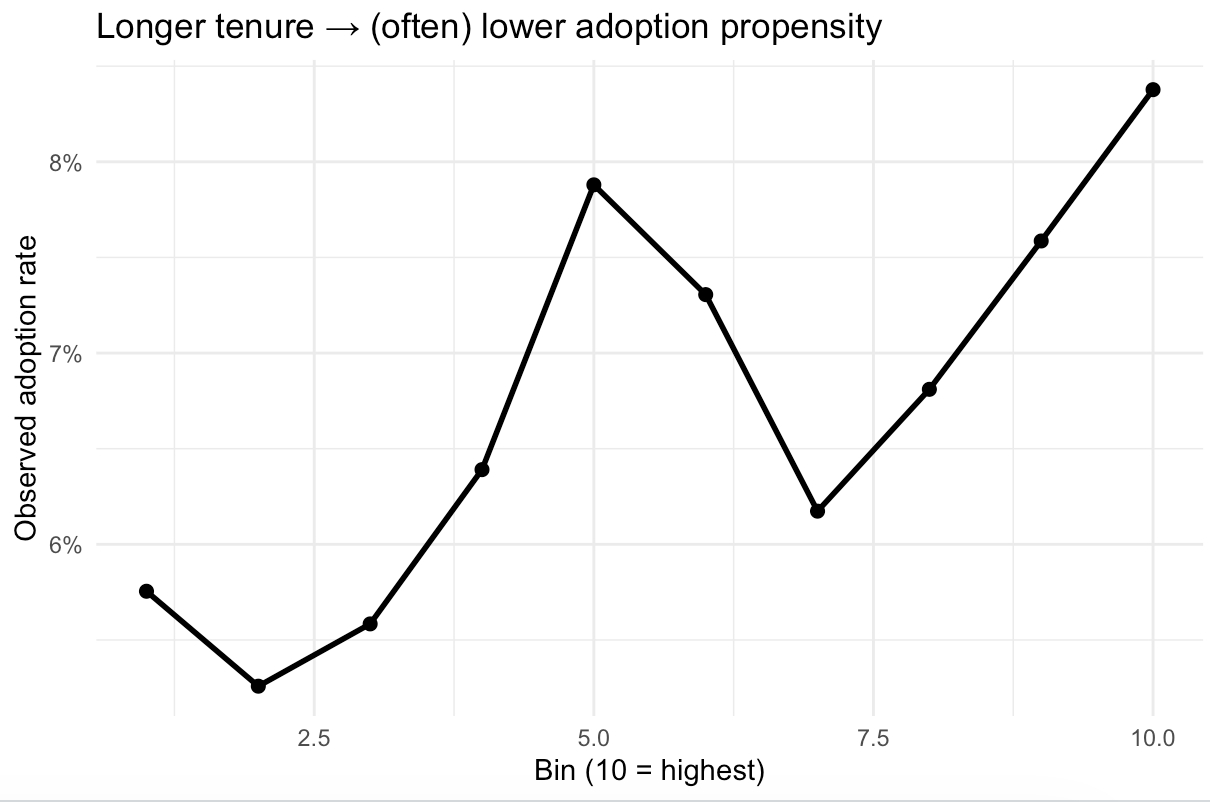 Longer tenure → (often) lower adoption propensity
8%
7%
6%
Observed adoption rate
2.5
5.0
7.5
10.0
Bin (10 = highest)